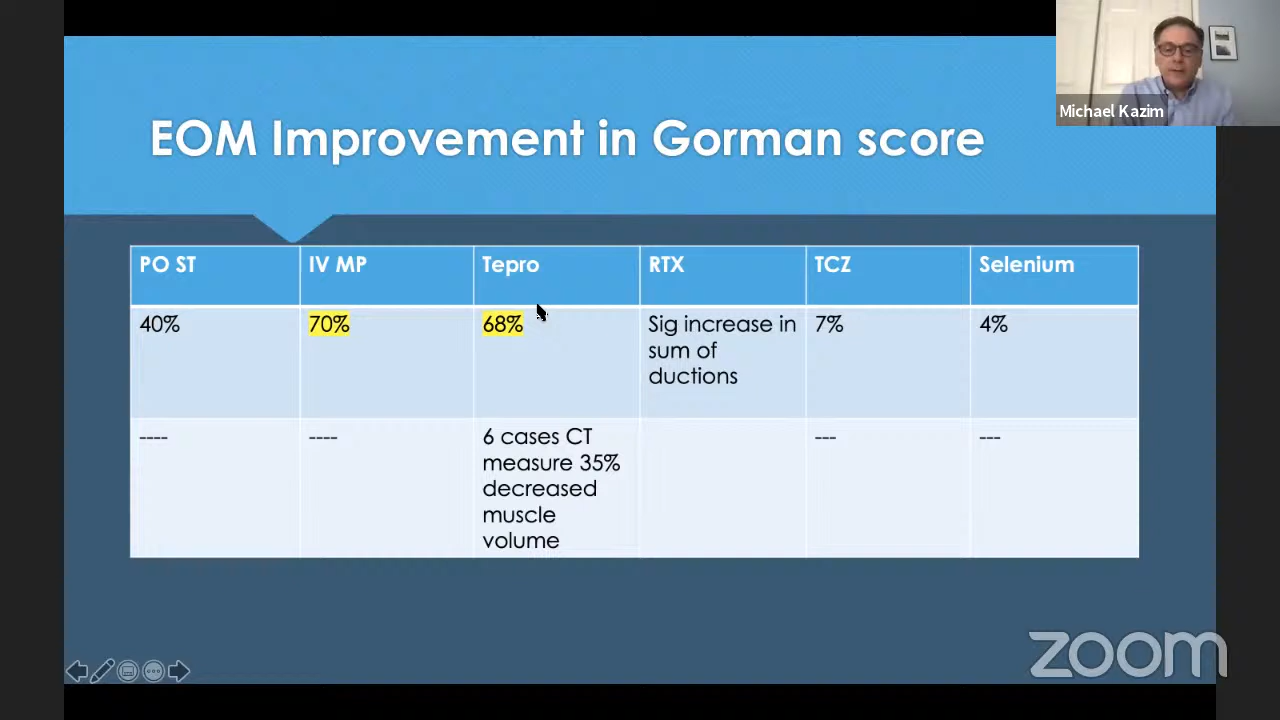 Michael Kazim
EOM Improvement in Gorman score
PO ST
IV MP
Tepro
RTX
TCZ
Selenium
40%
70%
68%
Sig increase in
sum of
ductions
7%
4%
----
----
6 cases CT
measure 35%
decreased
muscle
volume
---
---
zoom